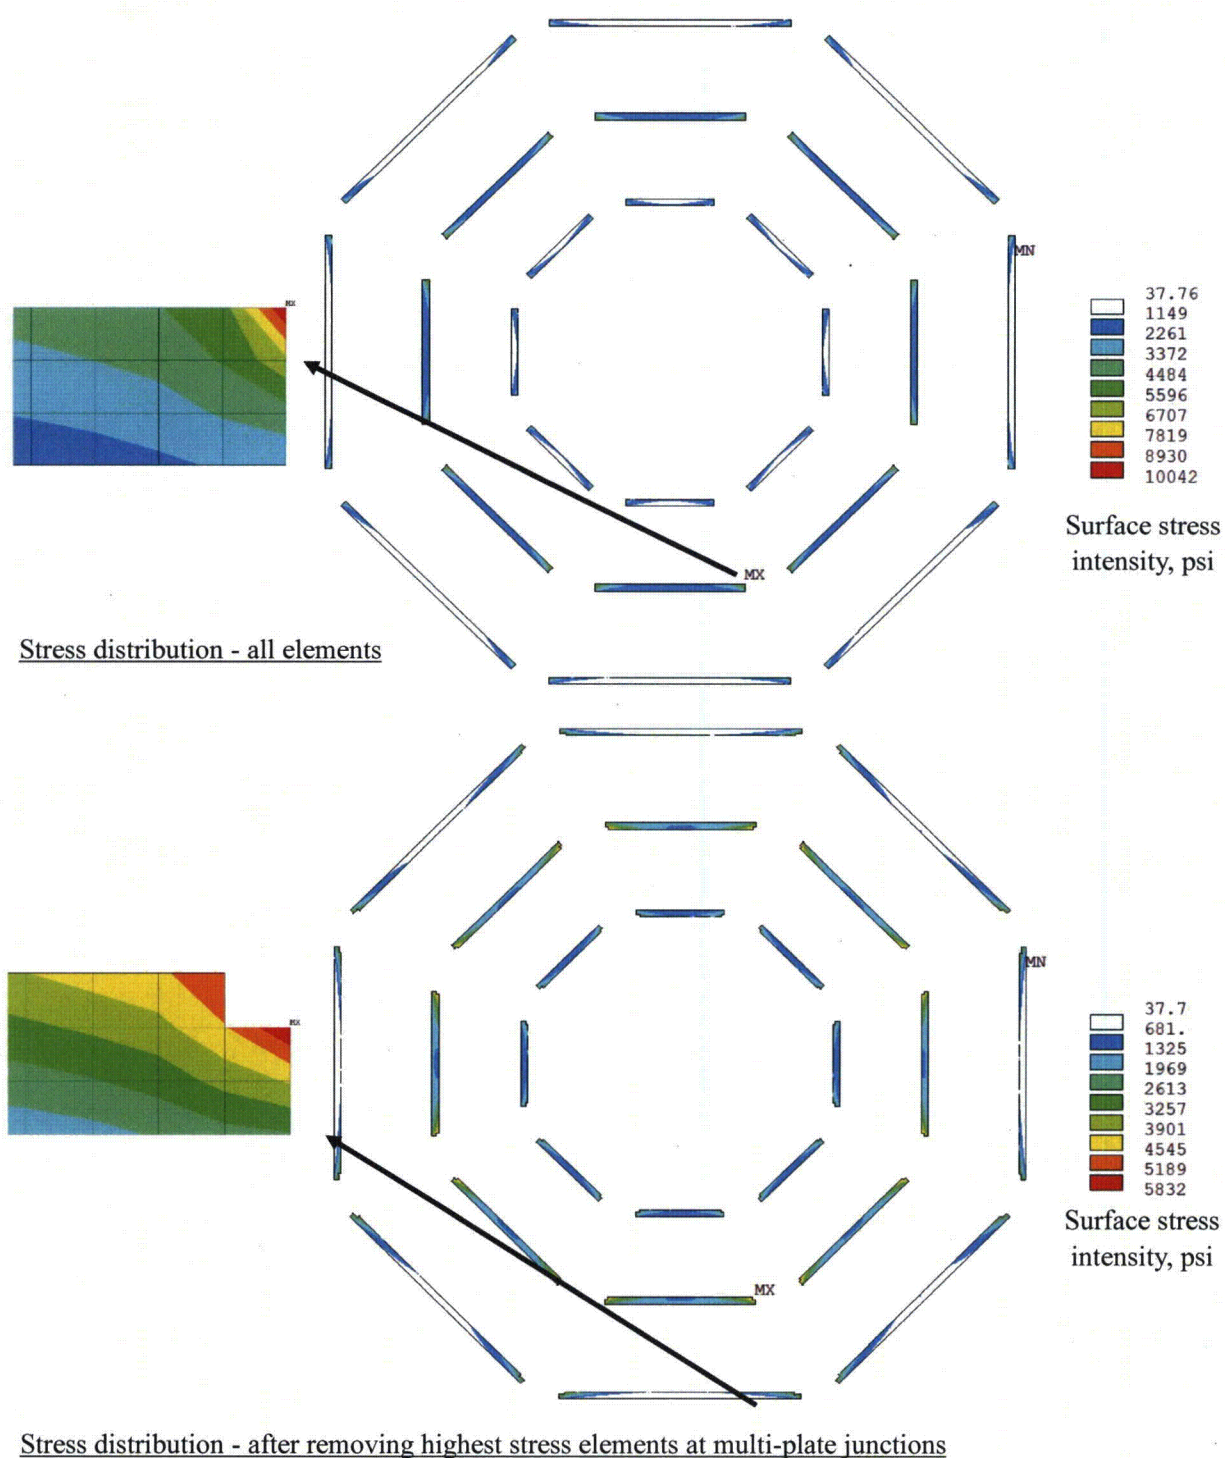 MN
MX
37.76
1149
2261
3372
4484
5596
6707
7819
8930
10042
Surface stress
intensity, psi
MX
Stress distribution - all elements
MN
MX
37.7
681.
1325
1969
2613
3257
3901
4545
5189
5832
Surface stress
intensity, psi
MX
Stress distribution - after removing highest stress elements at multi-plate junctions